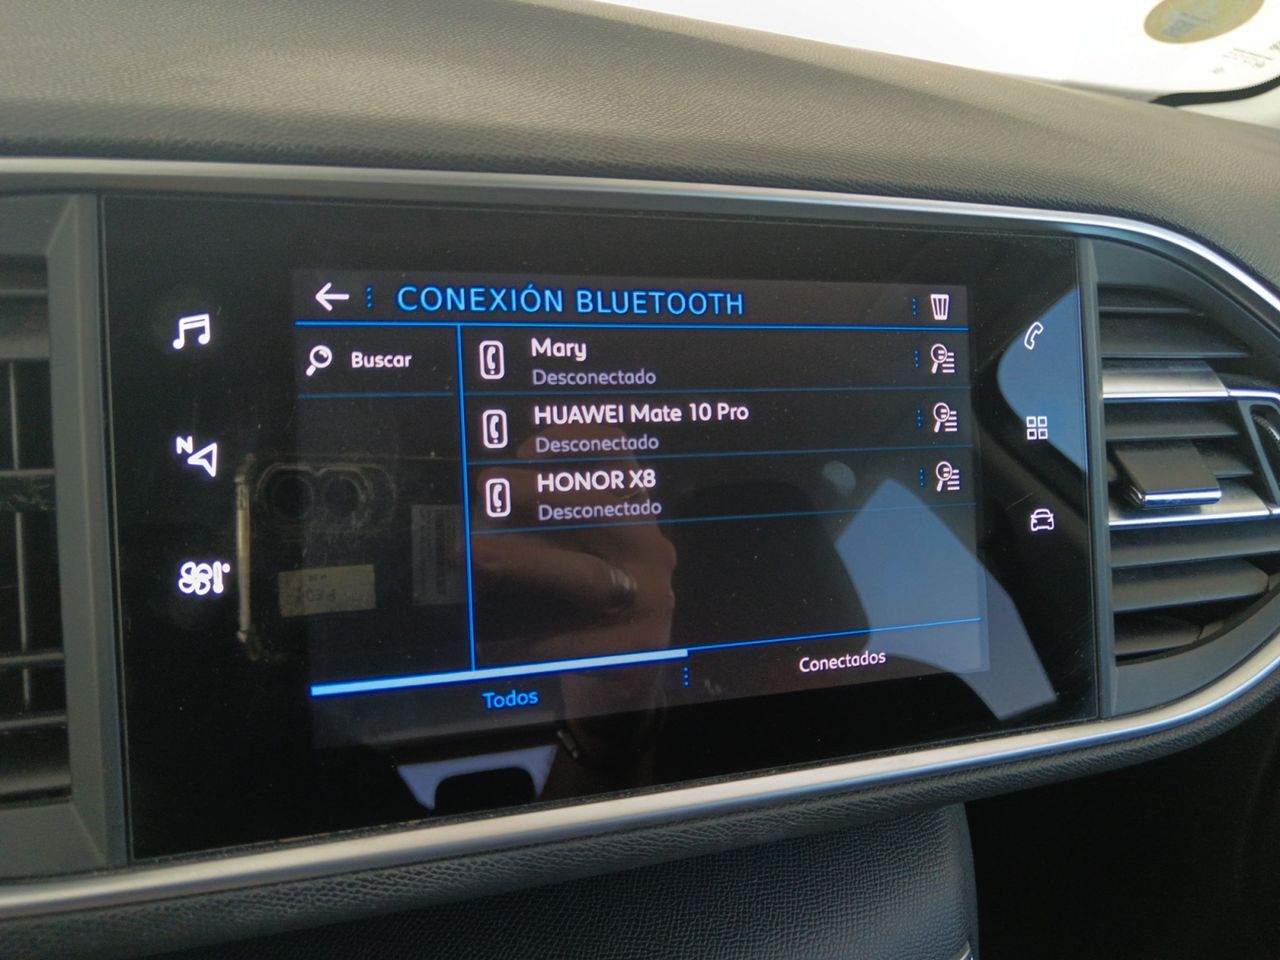 CONEXIÓN BLUETOOTH
Buscar
Mary
Desconectado
HUAWEI Mate 10 Pro
Desconectado
HONOR X8
Desconectado
Todos
Conectados
N